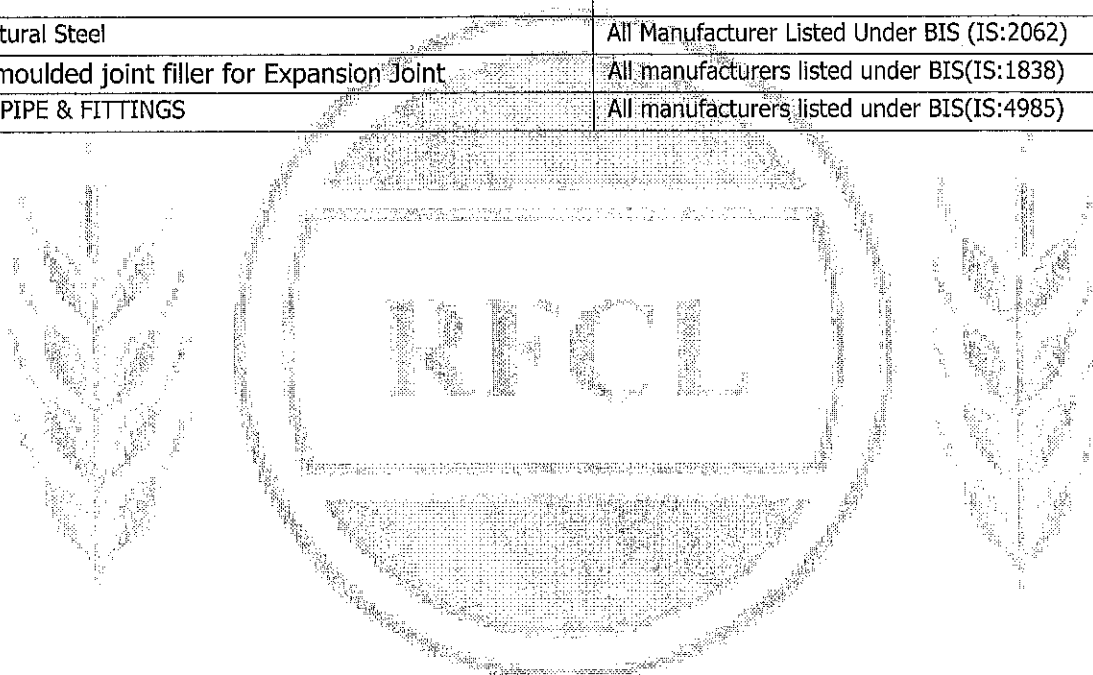 tural Steel All Manufacturer Listed Under BIS (IS:2062)
moulded joint filler for Expansion Joint All manufacturers listed under BIS(IS:1838)
PIPE & FITTINGS All manufacturers listed under BIS(IS:4985)
RFCL